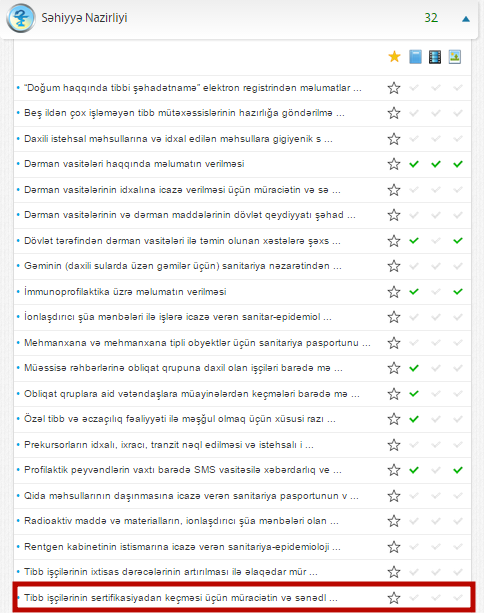 Səhiyyə Nazirliyi 32
“Doğum haqqında tibbi şəhadətnamə” elektron registrindən məlumatlar ...
Beş ildən çox işləməyən tibb mütəxəssislərinin hazırlığa göndərilmə ...
Daxili istehsal məhsullarına və idxal edilən məhsullara gigiyenik s ...
Dərman vasitələri haqqında məlumatın verilməsi
Dərman vasitələrinin idxalına icazə verilməsi üçün müraciətin və sə ...
Dərman vasitələrinin və dərman maddələrinin dövlət qeydiyyatı şəhad ...
Dövlət tərəfindən dərman vasitələri ilə təmin olunan xəstələrə şəxs ...
Gəminin (daxili sularda üzən gəmilər üçün) sanitariya nəzarətindən ...
İmmunoprofilaktika üzrə məlumatın verilməsi
İonlaşdırıcı şüa mənbələri ilə işlərə icazə verən sanitar-epidemiol ...
Mehmanxana və mehmanxana tipli obyektlər üçün sanitariya pasportunu ...
Müəssisə rəhbərlərinə obliqat qrupuna daxil olan işçiləri barədə mə ...
Obliqat qruplara aid vətəndaşlara müayinələrdən keçmələri barədə mə ...
Özəl tibb və əczaçılıq fəaliyyəti ilə məşğul olmaq üçün xüsusi razı ...
Prekursorların idxalı, ixracı, tranzit nəql edilməsi və istehsalı i ...
Profilaktik peyvəndlərin vaxtı barədə SMS vasitəsilə xəbərdarlıq ve ...
Qida məhsullarının daşınmasına icazə verən sanitariya pasportunun v ...
Radioaktiv maddə və materialların, ionlaşdırıcı şüa mənbələri olan ...
Rentgen kabinetinin istismarına icazə verən sanitariya-epidemioloji ...
Tibb işçilərinin ixtisas dərəcələrinin artırılması ilə əlaqədar mür ...
Tibb işçilərinin sertifikasiyadan keçməsi üçün müraciətin və sənədl ...